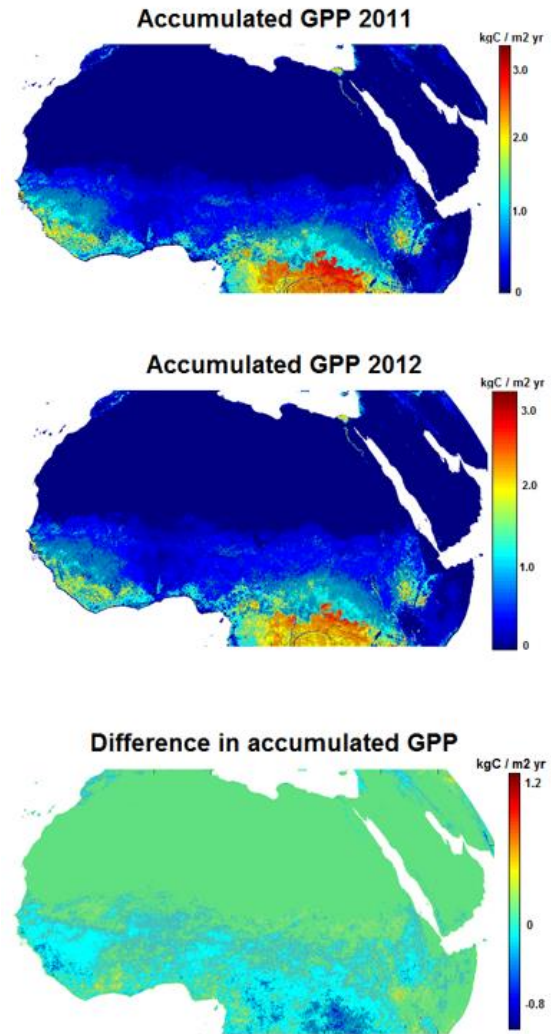 Accumulated GPP 2011
kgC / m2 yr
3.0
2.0
1.0
0
Accumulated GPP 2012
kgC / m2 yr
3.0
2.0
1.0
0
Difference in accumulated GPP
kgC / m2 yr
1.2
0
-0.8